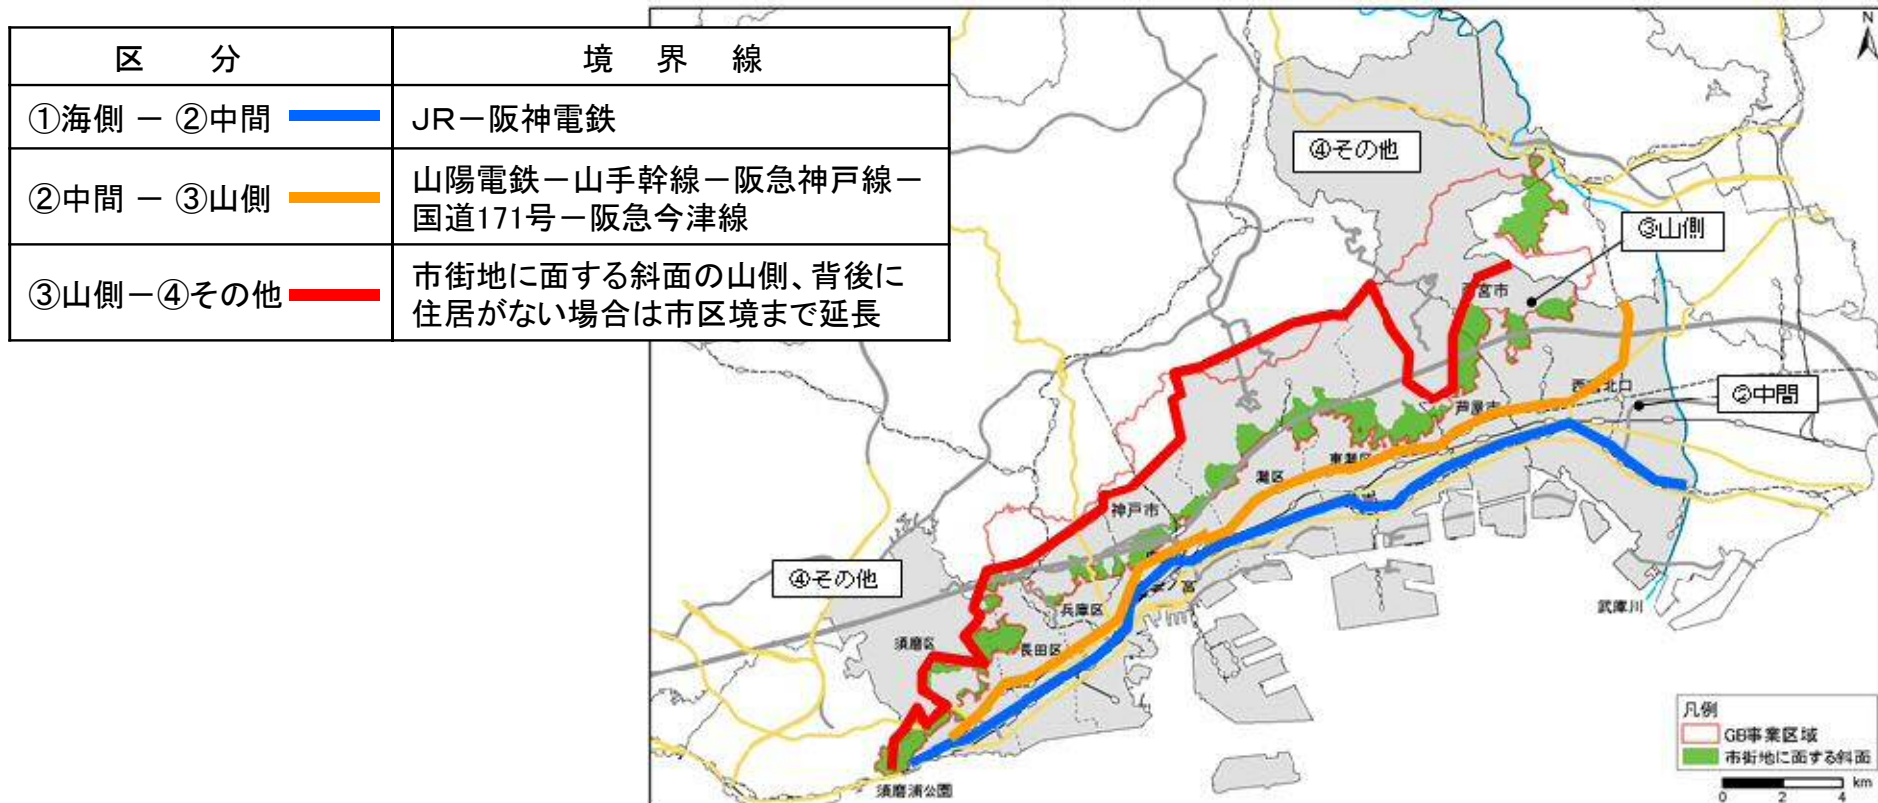 区　分
境　界　線
①海側 － ②中間
JR－阪神電鉄
②中間 － ③山側
山陽電鉄－山手幹線－阪急神戸線－
国道171号－阪急今津線
③山側－④その他
市街地に面する斜面の山側、背後に
住居がない場合は市区境まで延長
N
④その他
③山側
宮市
西宮北口
②中間
芦屋市
東灘区
灘区
神戸市
④その他
兵庫区
ノ宮
武庫川
須磨区
長田区
須磨浦公園
凡例
GB事業区域
市街地に面する斜面
km
0 2 4